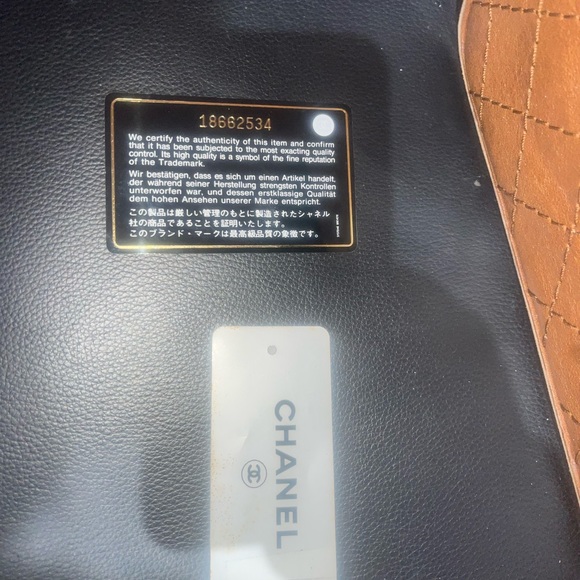 18662534
We certify the authenticity of this item and confirm
that it has been subjected to the most exacting quality
control. Its high quality is a symbol of the fine reputation
of the Trademark.
Wir bestätigen, dass es sich um einen Artikel handelt,
der während seiner Herstellung strengsten Kontrollen
unterworfen war, und dessen erstklassige Qualität
dem hohen Ansehen unserer Marke entspricht.
この製品は厳しい管理のもとに製造されたシャネル
社の商品であることを証明いたします。
このブランド・マークは最高級品質の象徴です。
CHANEL